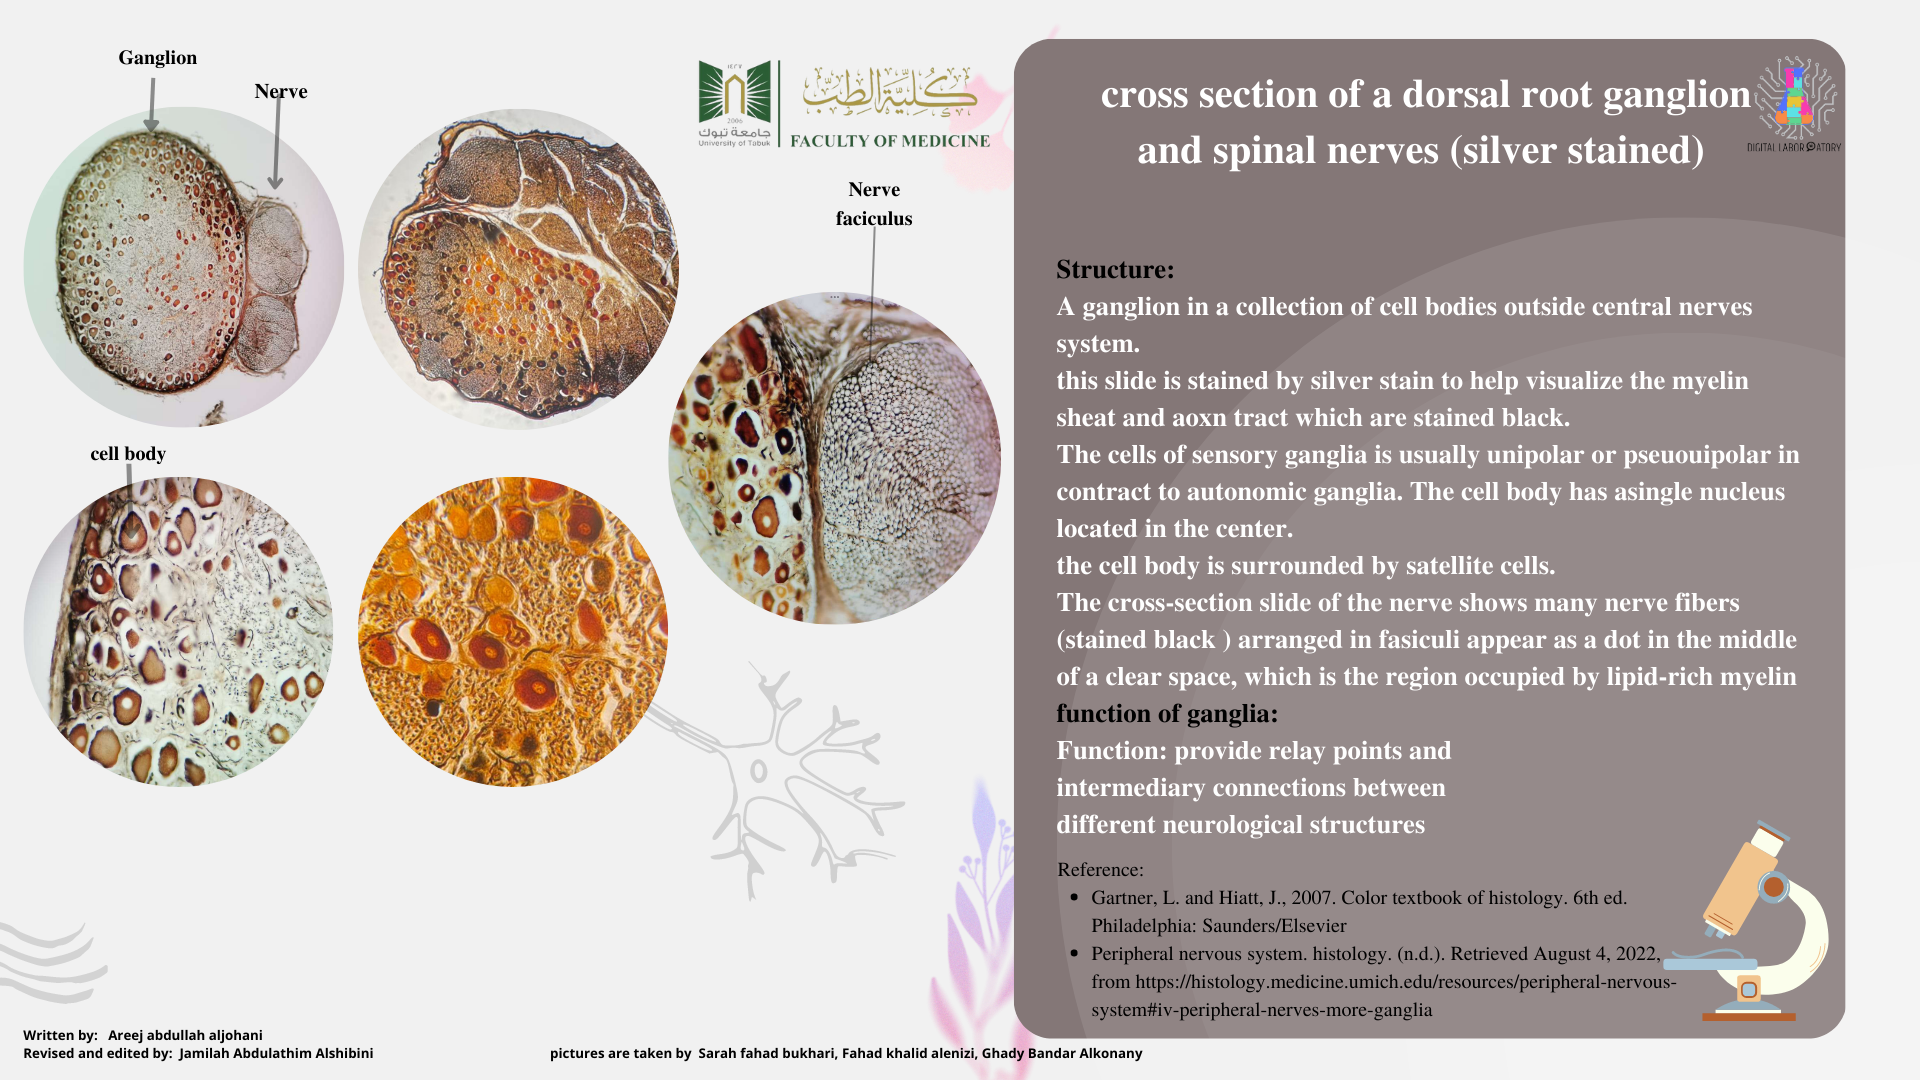 Ganglion
Nerve
١٤٢٧
2006
جامعة تبوك
University of Tabuk
كلية الطب
FACULTY OF MEDICINE
Nerve
faciculus
cell body
cross section of a dorsal root ganglion
and spinal nerves (silver stained)
DIGITAL LABORATORY
Structure:
A ganglion in a collection of cell bodies outside central nerves
system.
this slide is stained by silver stain to help visualize the myelin
sheat and aoxn tract which are stained black.
The cells of sensory ganglia is usually unipolar or pseuouipolar in
contract to autonomic ganglia. The cell body has asingle nucleus
located in the center.
the cell body is surrounded by satellite cells.
The cross-section slide of the nerve shows many nerve fibers
(stained black ) arranged in fasiculi appear as a dot in the middle
of a clear space, which is the region occupied by lipid-rich myelin
function of ganglia:
Function: provide relay points and
intermediary connections between
different neurological structures
Reference:
• Gartner, L. and Hiatt, J., 2007. Color textbook of histology. 6th ed.
Philadelphia: Saunders/Elsevier
• Peripheral nervous system. histology. (n.d.). Retrieved August 4, 2022,
from https://histology.medicine.umich.edu/resources/peripheral-nervous-
system#iv-peripheral-nerves-more-ganglia
Written by: Areej abdullah aljohani
Revised and edited by: Jamilah Abdulathim Alshibini
pictures are taken by Sarah fahad bukhari, Fahad khalid alenizi, Ghady Bandar Alkonany